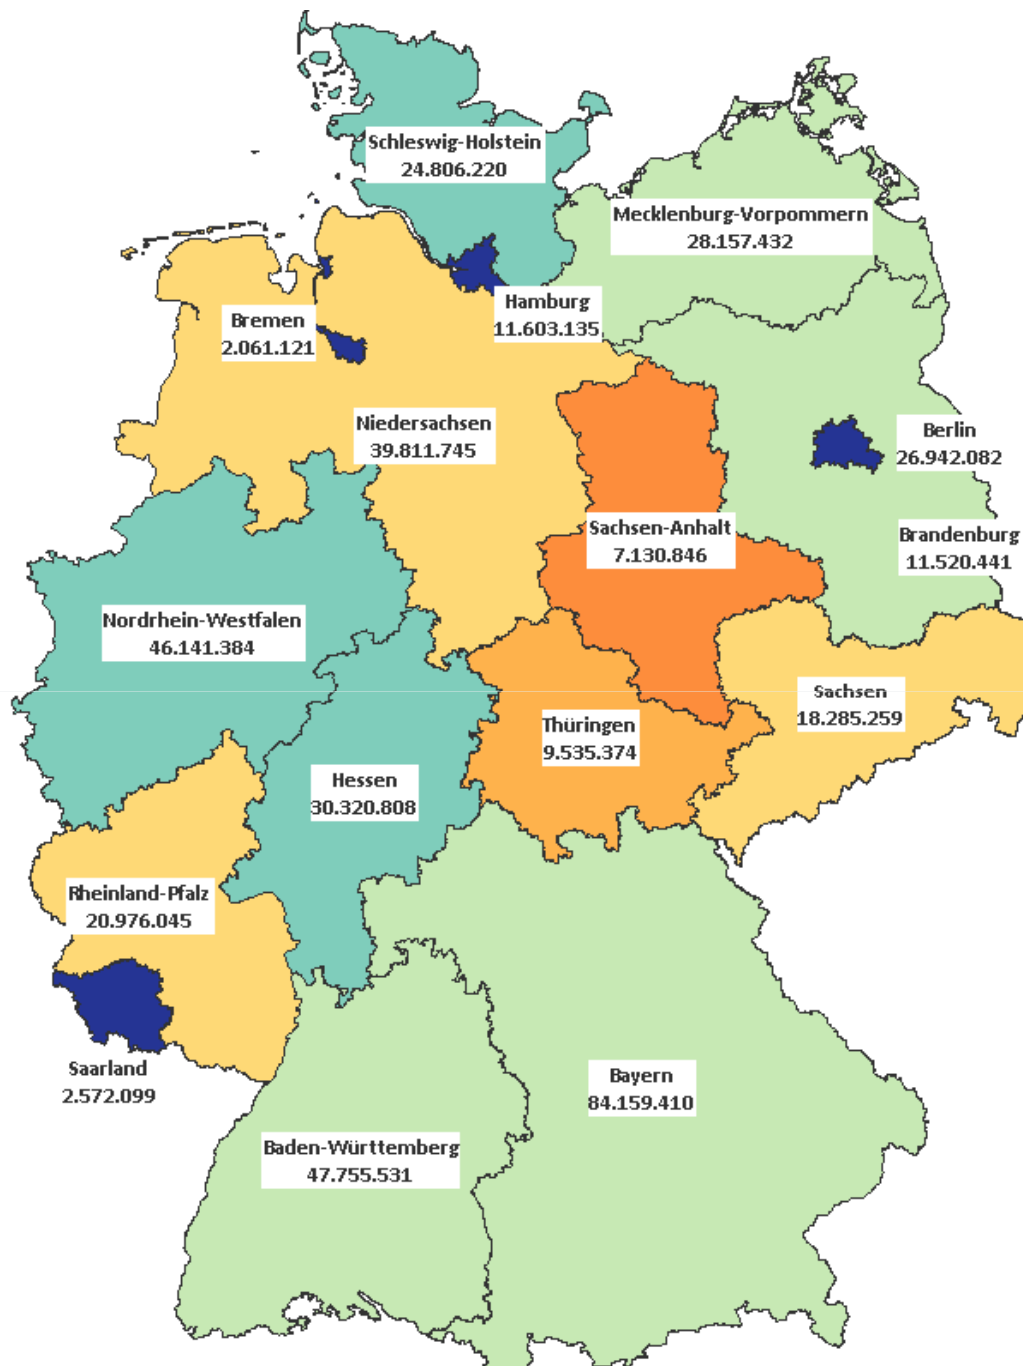 Schleswig-Holstein
24.806.220
Mecklenburg-Vorpommern
28.157.432
Hamburg
11.603.135
Bremen
2.061.121
Niedersachsen
39.811.745
Berlin
26.942.082
Sachsen-Anhalt
7.130.846
Brandenburg
11.520.441
Nordrhein-Westfalen
46.141.384
Sachsen
18.285.259
Thüringen
9.535.374
Hessen
30.320.808
Rheinland-Pfalz
20.976.045
Saarland
2.572.099
Bayern
84.159.410
Baden-Württemberg
47.755.531